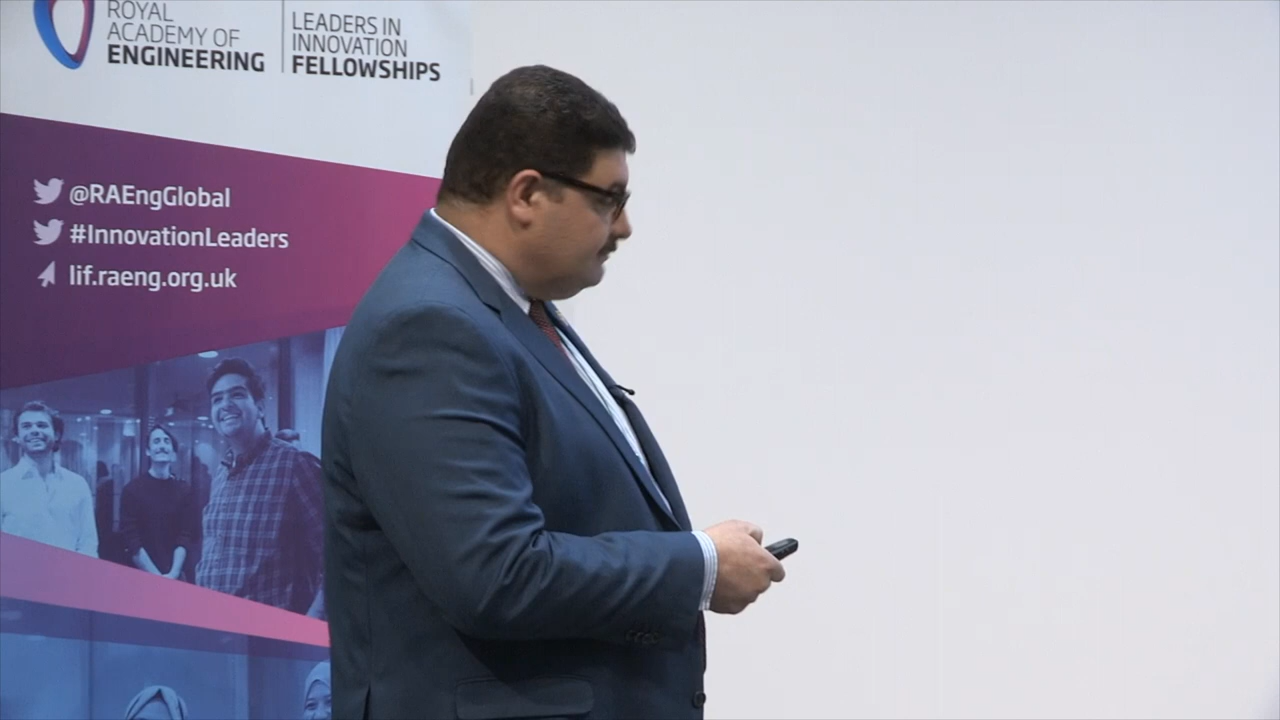 ROYAL
ACADEMY OF
ENGINEERING
LEADERS IN
INNOVATION
FELLOWSHIPS
@RAEngGlobal
#InnovationLeaders
lif.raeng.org.uk